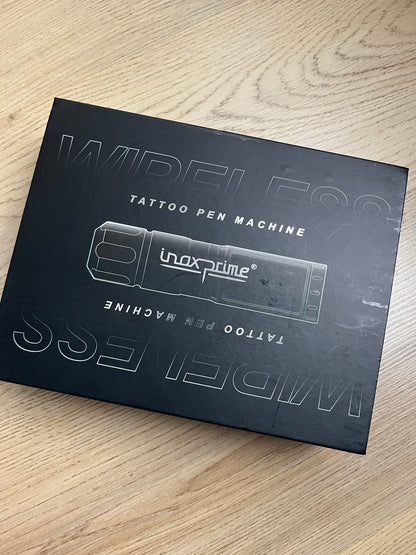 WIRELESS
TATTOO PEN MACHINE
inoxprime®
TATTOO PEN MACHINE
WIRELESS